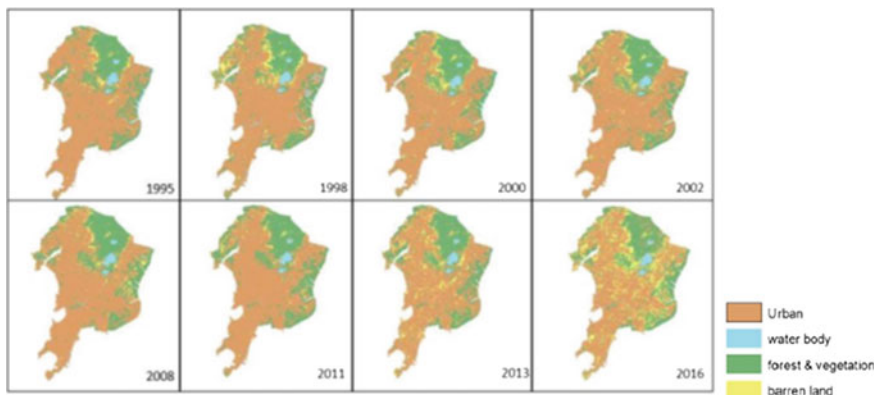 1995
1998
2000
2002
2008
2011
2013
2016
Urban
water body
forest & vegetation
barren land